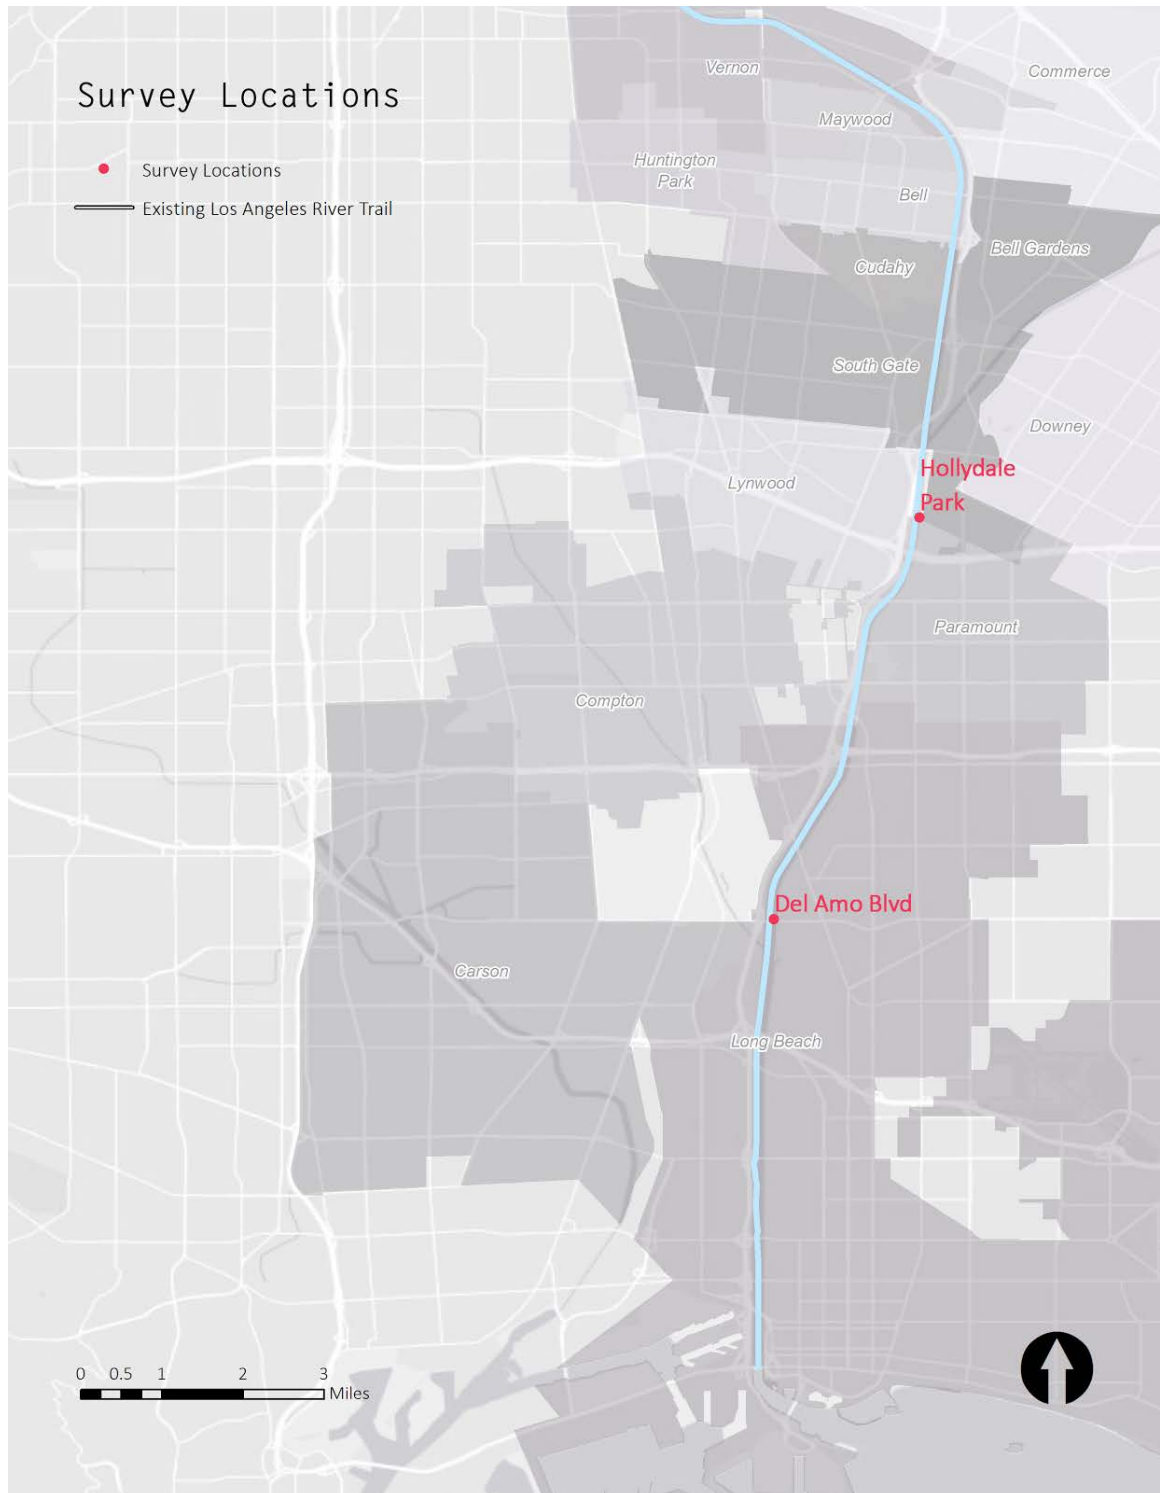 Survey Locations
Survey Locations
Existing Los Angeles River Trail
Vernon
Commerce
Maywood
Huntington
Park
Bell
Bell Gardens
Cudahy
South Gate
Downey
Hollydale
Park
Lynwood
Paramount
Compton
Del Amo Blvd
Carson
Long Beach
0 0.5 1 2 3
Miles